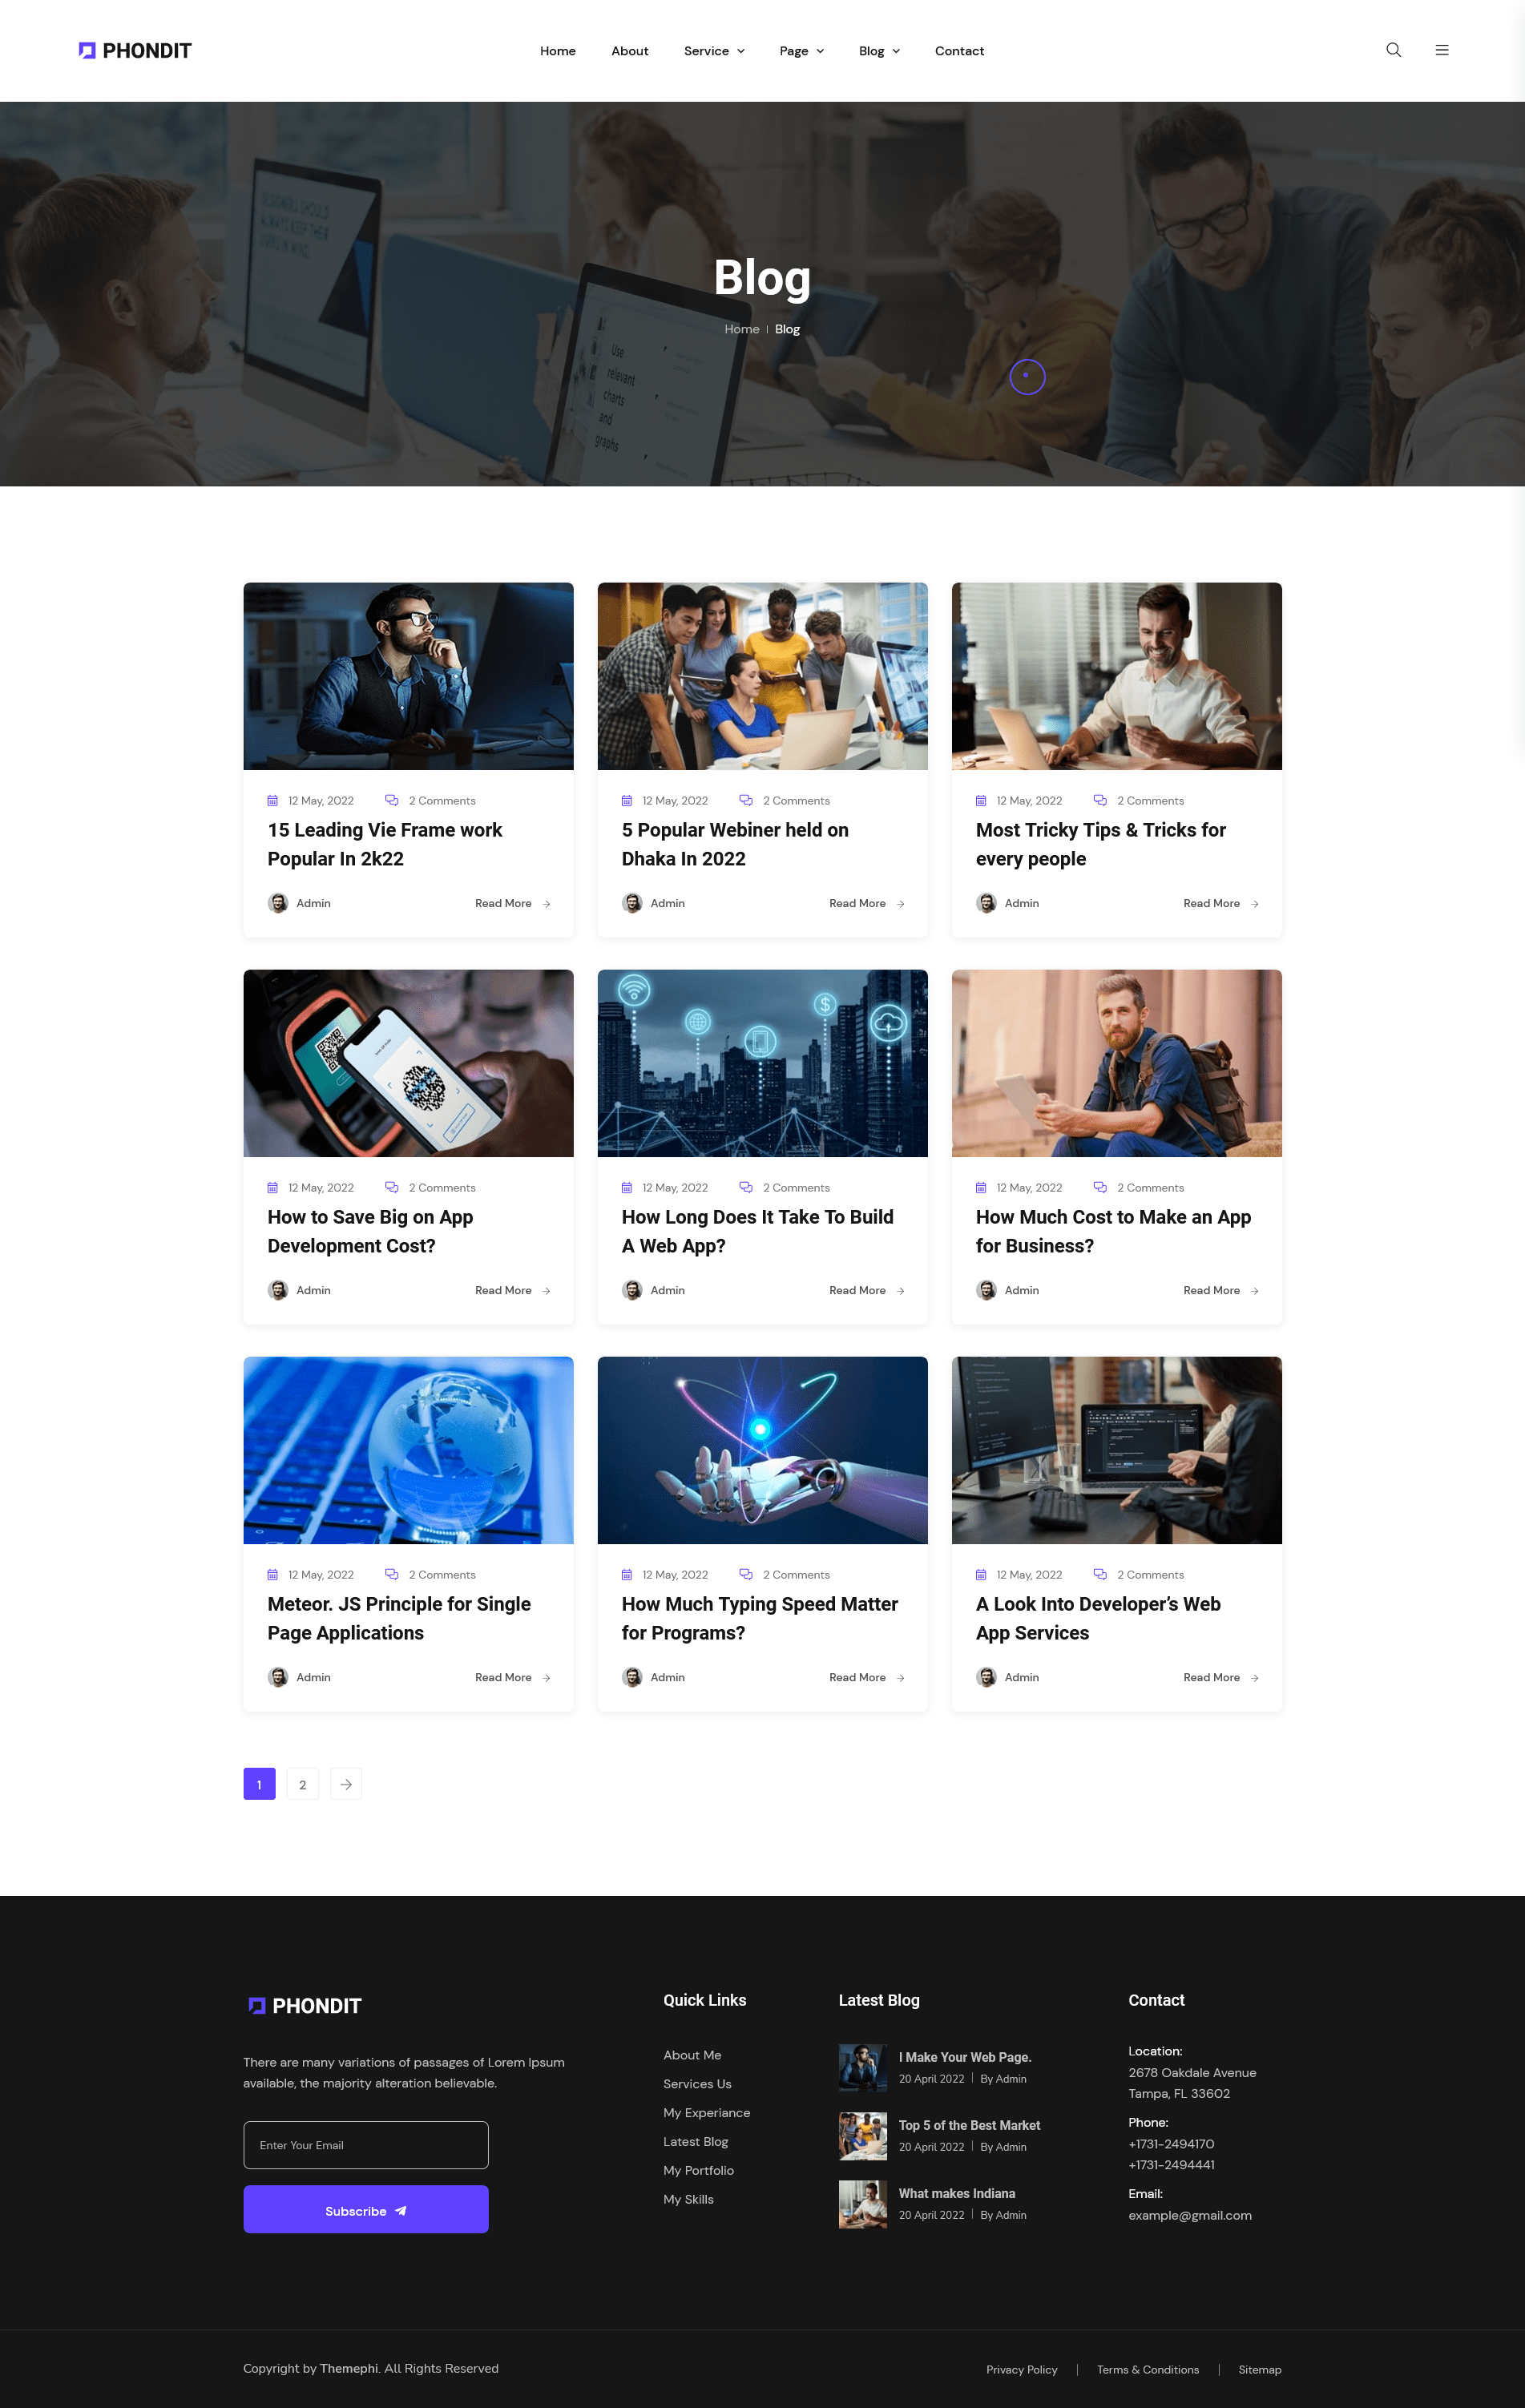 PHONDIT
Home About Service Page Blog Contact
Blog
Home Blog
Use
relevant
charts
and
graphs
12 May, 2022 2 Comments
15 Leading Vie Frame work
Popular In 2k22
Admin Read More
12 May, 2022 2 Comments
5 Popular Webiner held on
Dhaka In 2022
Admin Read More
12 May, 2022 2 Comments
Most Tricky Tips & Tricks for
every people
Admin Read More
12 May, 2022 2 Comments
How to Save Big on App
Development Cost?
Admin Read More
12 May, 2022 2 Comments
How Long Does It Take To Build
A Web App?
Admin Read More
12 May, 2022 2 Comments
How Much Cost to Make an App
for Business?
Admin Read More
12 May, 2022 2 Comments
Meteor. JS Principle for Single
Page Applications
Admin Read More
12 May, 2022 2 Comments
How Much Typing Speed Matter
for Programs?
Admin Read More
12 May, 2022 2 Comments
A Look Into Developer’s Web
App Services
Admin Read More
1 2
PHONDIT
There are many variations of passages of Lorem Ipsum
available, the majority alteration believable.
Enter Your Email
Subscribe
Quick Links
About Me
Services Us
My Experiance
Latest Blog
My Portfolio
My Skills
Latest Blog
I Make Your Web Page.
20 April 2022 By Admin
Top 5 of the Best Market
20 April 2022 By Admin
What makes Indiana
20 April 2022 By Admin
Contact
Location:
2678 Oakdale Avenue
Tampa, FL 33602
Phone:
+1731-2494170
+1731-2494441
Email:
example@gmail.com
Copyright by Themephi. All Rights Reserved
Privacy Policy Terms & Conditions Sitemap